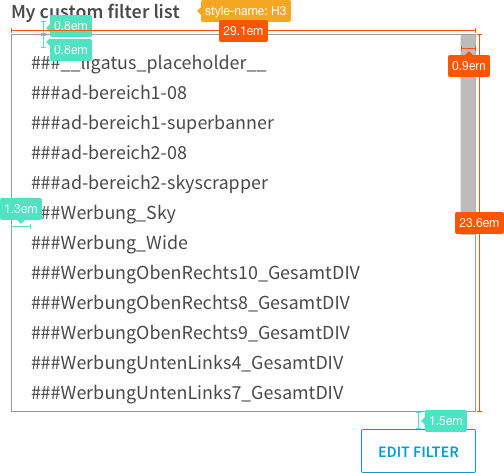 My custom filter list
style-name: H3
0.8em
29.1em
0.8em
###__ligatus_placeholder__
0.9em
###ad-bereich1-08
###ad-bereich1-superbanner
###ad-bereich2-08
###ad-bereich2-skyscrapper
1.3em
###Werbung_Sky
23.6em
###Werbung_Wide
###WerbungObenRechts10_GesamtDIV
###WerbungObenRechts8_GesamtDIV
###WerbungObenRechts9_GesamtDIV
###WerbungUntenLinks4_GesamtDIV
###WerbungUntenLinks7_GesamtDIV
1.5em
EDIT FILTER